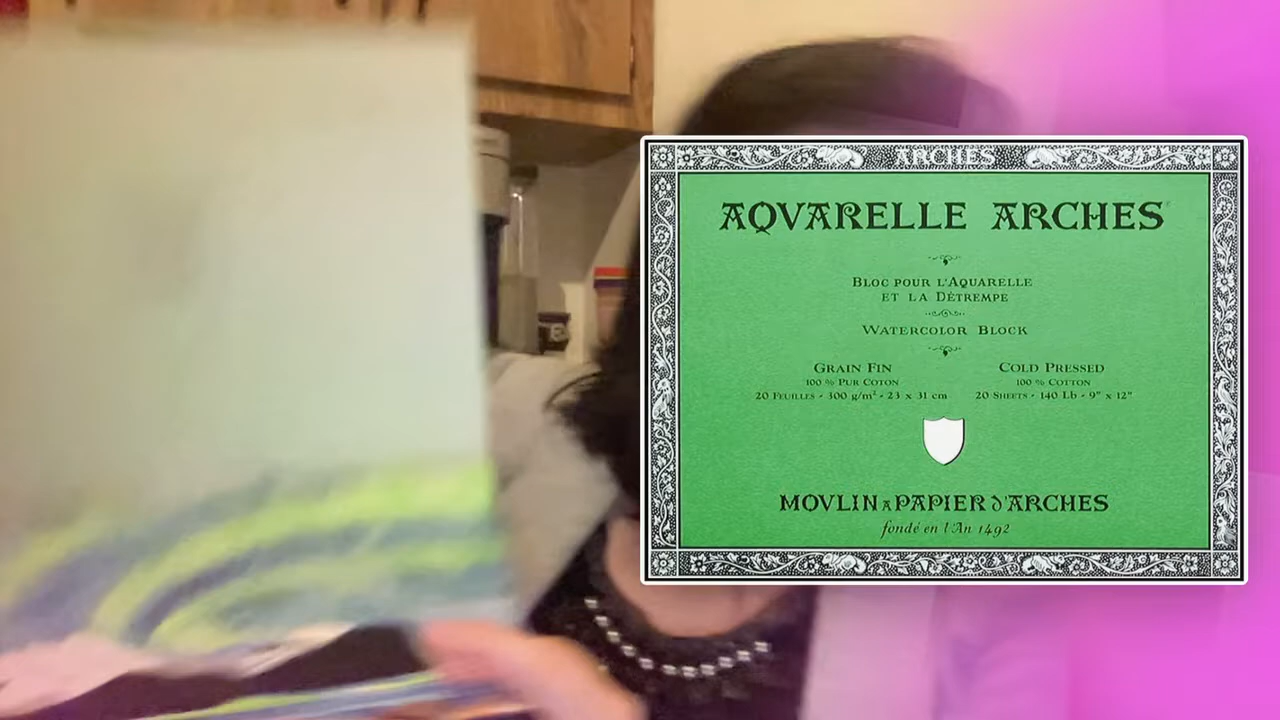 ARCHES
AQVARELLE ARCHES®
BLOC POUR L'AQUARELLE
ET LA DÉTREMPE
WATERCOLOR BLOCK
GRAIN FIN
100 % PUR COTON
20 FEUILLES - 300 g/m² - 23 x 31 cm
COLD PRESSED
100 % COTTON
20 SHEETS - 140 Lb - 9" x 12"
MOVLIN A PAPIER d'ARCHES
fondé en l'An 1492